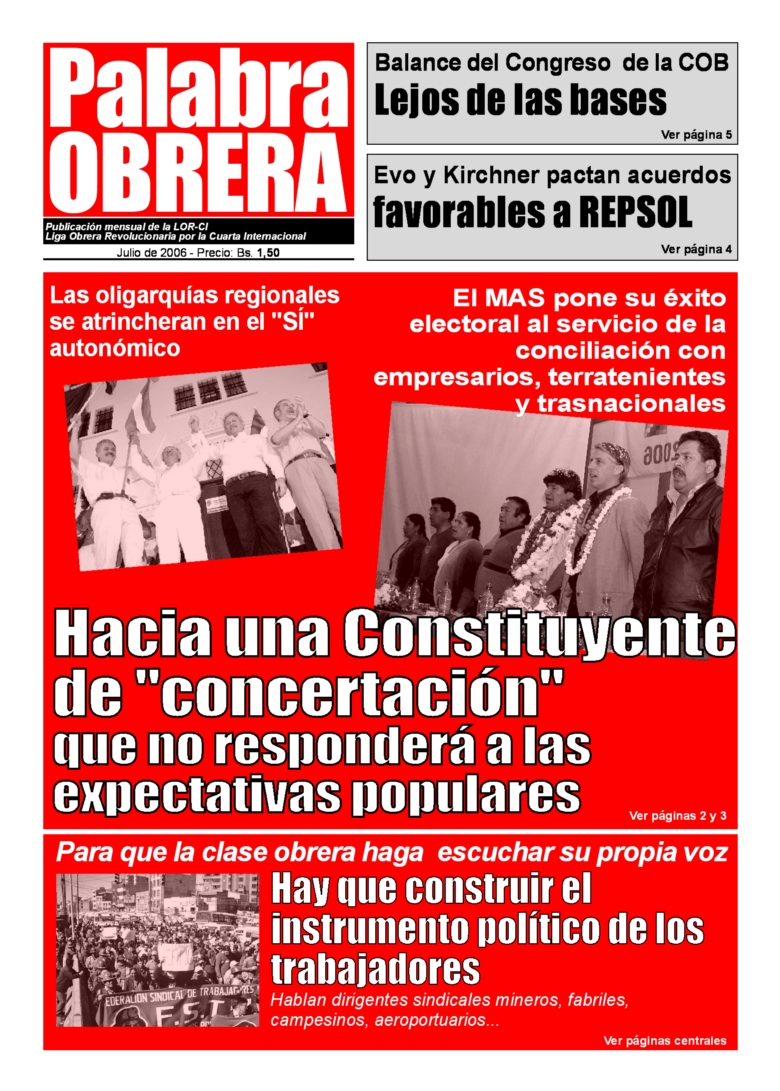 Palabra
OBRERA
Publicación mensual de la LOR-CI
Liga Obrera Revolucionaria por la Cuarta Internacional
Julio de 2006 - Precio: Bs. 1,50
Balance del Congreso de la COB
Lejos de las bases
Ver página 5
Evo y Kirchner pactan acuerdos
favorables a REPSOL
Ver página 4
Las oligarquías regionales
se atrincheran en el "SÍ"
autonómico
El MAS pone su éxito
electoral al servicio de la
conciliación con
empresarios, terratenientes
y trasnacionales
2006
Hacia una Constituyente
de "concertación"
que no responderá a las
expectativas populares
Ver páginas 2 y 3
Para que la clase obrera haga escuchar su propia voz
Hay que construir el
instrumento político de los
trabajadores
FEDERACIÓN SINDICAL DE TRABAJADORES
F.S.T.
Hablan dirigentes sindicales mineros, fabriles,
campesinos, aeroportuarios...
Ver páginas centrales